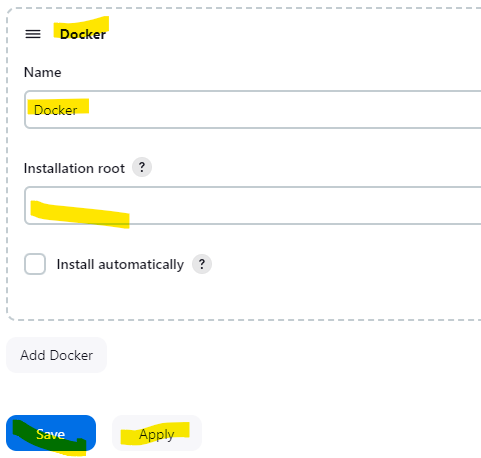 Docker
Name
Docker
Installation root ?
Install automatically ?
Add Docker
Save Apply